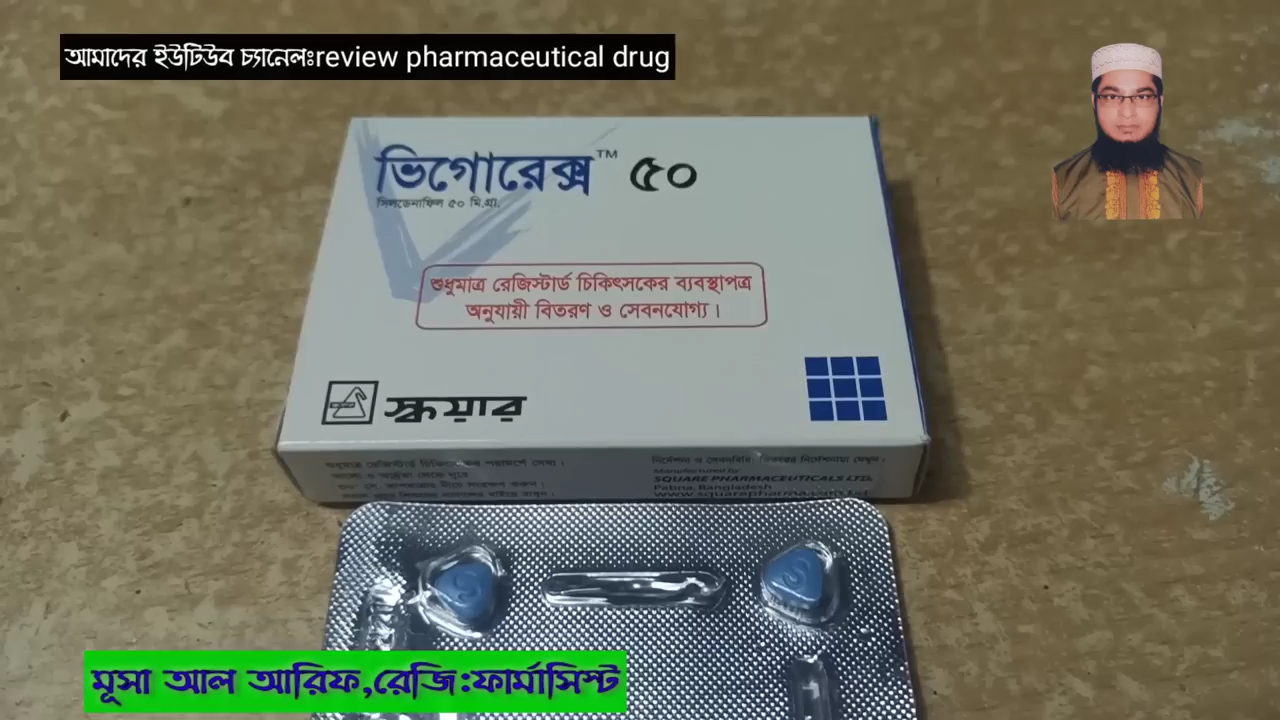 আমাদের ইউটিউব চ্যানেলঃreview pharmaceutical drug
ভিগোরেক্স™ ৫০
সিলডেনাফিল ৫০ মি.গ্রা.
শুধুমাত্র রেজিস্টার্ড চিকিৎসকের ব্যবস্থাপত্র
অনুযায়ী বিতরণ ও সেবনযোগ্য।
স্কয়ার
শুধুমাত্র রেজিস্টার্ড চিকিৎসকের
Manufactured by
SQUARE PHARMACEUTICALS LTD.
Pabna, Bangladesh
S
S
মূসা আল আরিফ,রেজি:ফার্মাসিস্ট